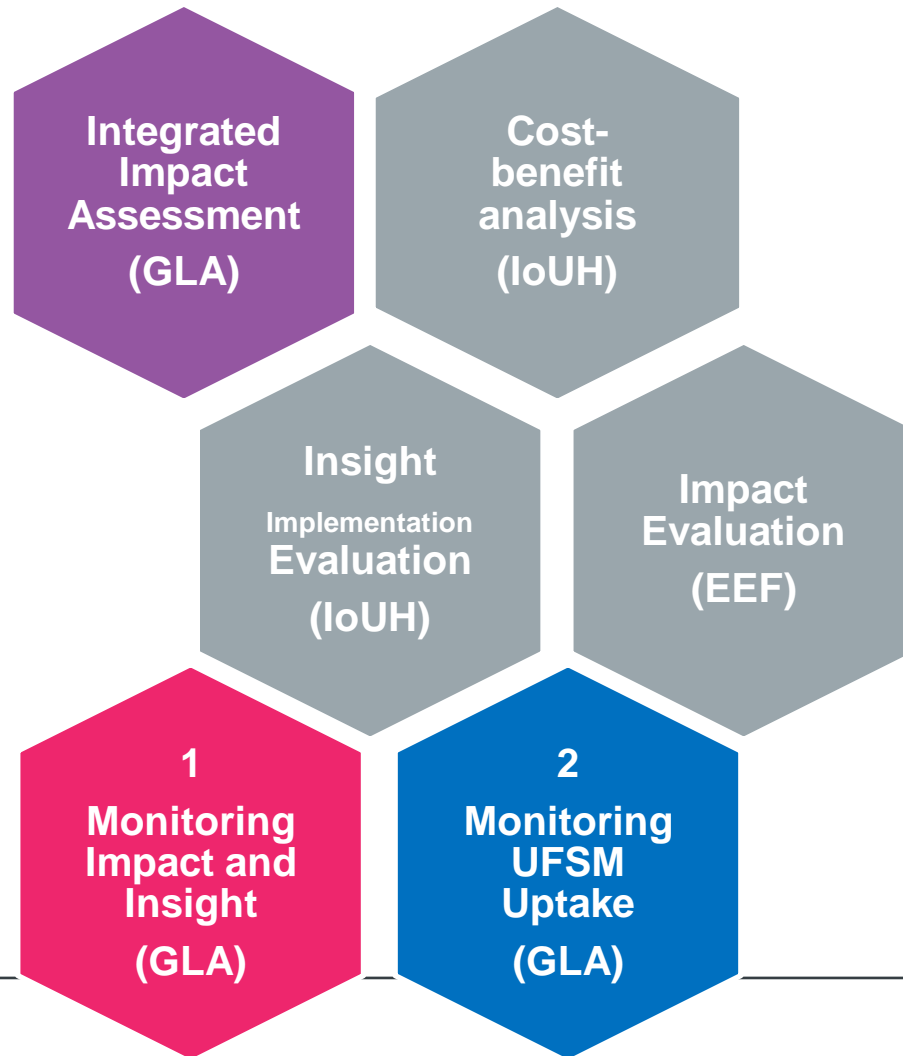 Integrated
Impact
Assessment
(GLA)
Cost-
benefit
analysis
(IoUH)
Insight
Implementation
Evaluation
(IoUH)
Impact
Evaluation
(EEF)
1
Monitoring
Impact and
Insight
(GLA)
2
Monitoring
UFSM
Uptake
(GLA)